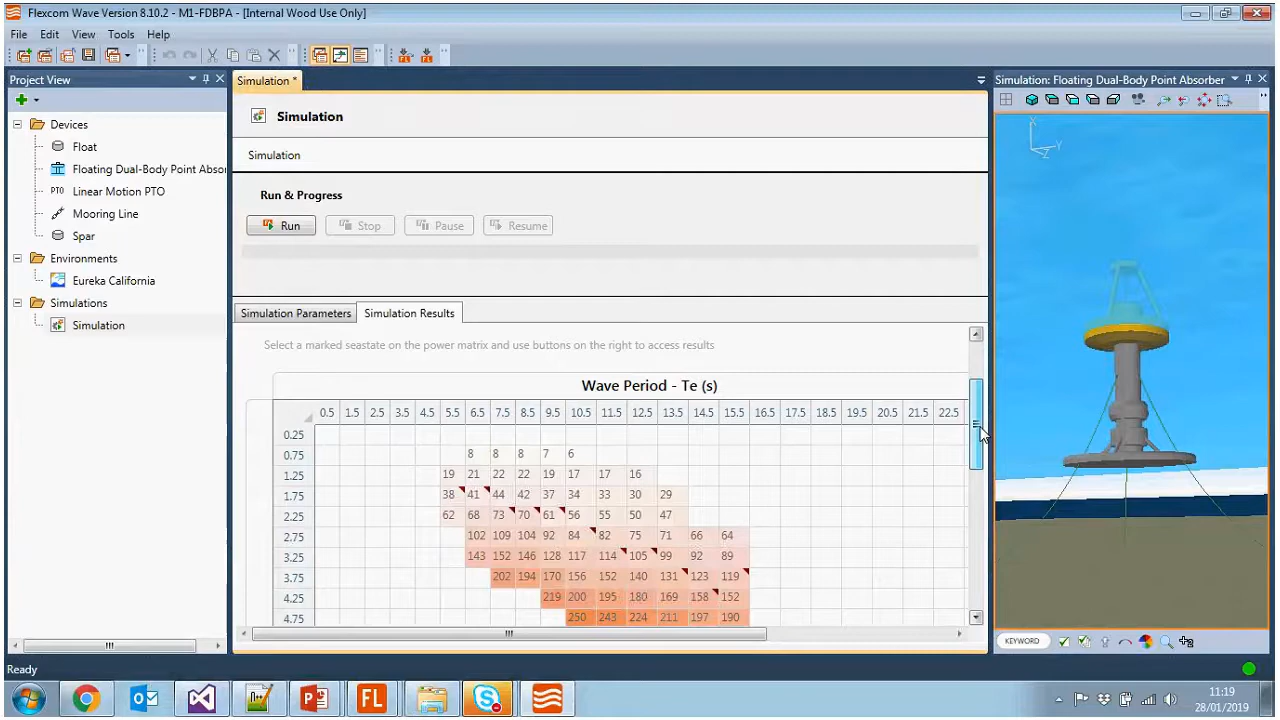 Flexcom Wave Version 8.10.2 - M1-FDBPA - [Internal Wood Use Only]
File Edit View Tools Help
Project View
Simulation *
Simulation: Floating Dual-Body Point Absorber
Devices
Float
Floating Dual-Body Point Absor
PTO Linear Motion PTO
Mooring Line
Spar
Environments
Eureka California
Simulations
Simulation
Simulation
Simulation
Run & Progress
Run Stop Pause Resume
Simulation Parameters Simulation Results
Select a marked seastate on the power matrix and use buttons on the right to access results
Wave Period - Te (s)
0.5 1.5 2.5 3.5 4.5 5.5 6.5 7.5 8.5 9.5 10.5 11.5 12.5 13.5 14.5 15.5 16.5 17.5 18.5 19.5 20.5 21.5 22.5
0.25
0.75 8 8 8 7 6
1.25 19 21 22 22 19 17 17 16
1.75 38 41 44 42 37 34 33 30 29
2.25 62 68 73 70 61 56 55 50 47
2.75 102 109 104 92 84 82 75 71 66 64
3.25 143 152 146 128 117 114 105 99 92 89
3.75 202 194 170 156 152 140 131 123 119
4.25 219 200 195 180 169 158 152
4.75 250 243 224 211 197 190
X
Y
Z
KEYWORD
Ready
FL
11:19
28/01/2019